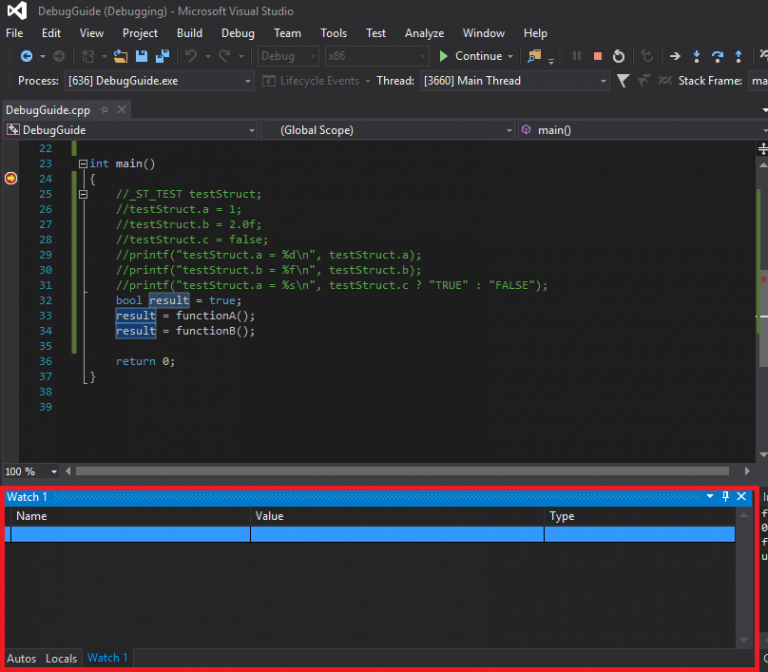 DebugGuide (Debugging) - Microsoft Visual Studio
File Edit View Project Build Debug Team Tools Test Analyze Window Help
Debug x86 Continue
Process: [636] DebugGuide.exe Lifecycle Events Thread: [3660] Main Thread Stack Frame: ma
DebugGuide.cpp
DebugGuide (Global Scope) main()
22
23 int main()
24 {
25 //_ST_TEST testStruct;
26 //testStruct.a = 1;
27 //testStruct.b = 2.0f;
28 //testStruct.c = false;
29 //printf("testStruct.a = %d\n", testStruct.a);
30 //printf("testStruct.b = %f\n", testStruct.b);
31 //printf("testStruct.a = %s\n", testStruct.c ? "TRUE" : "FALSE");
32 bool result = true;
33 result = functionA();
34 result = functionB();
35
36 return 0;
37 }
38
39
100 %
Watch 1
Name Value Type
Autos Locals Watch 1